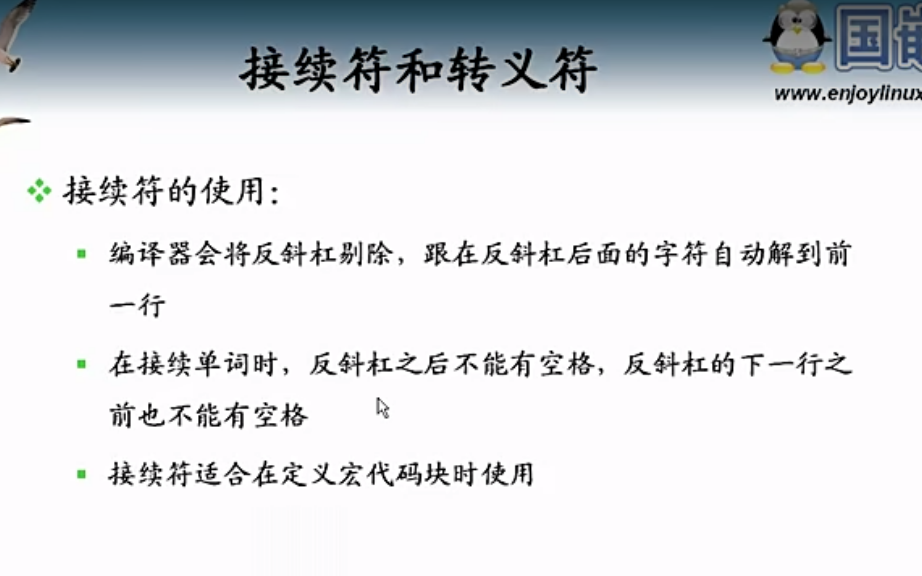 接续符和转义符
国嵌
www.enjoylinux
接续符的使用：
编译器会将反斜杠剔除，跟在反斜杠后面的字符自动解到前
一行
在接续单词时，反斜杠之后不能有空格，反斜杠的下一行之
前也不能有空格
接续符适合在定义宏代码块时使用